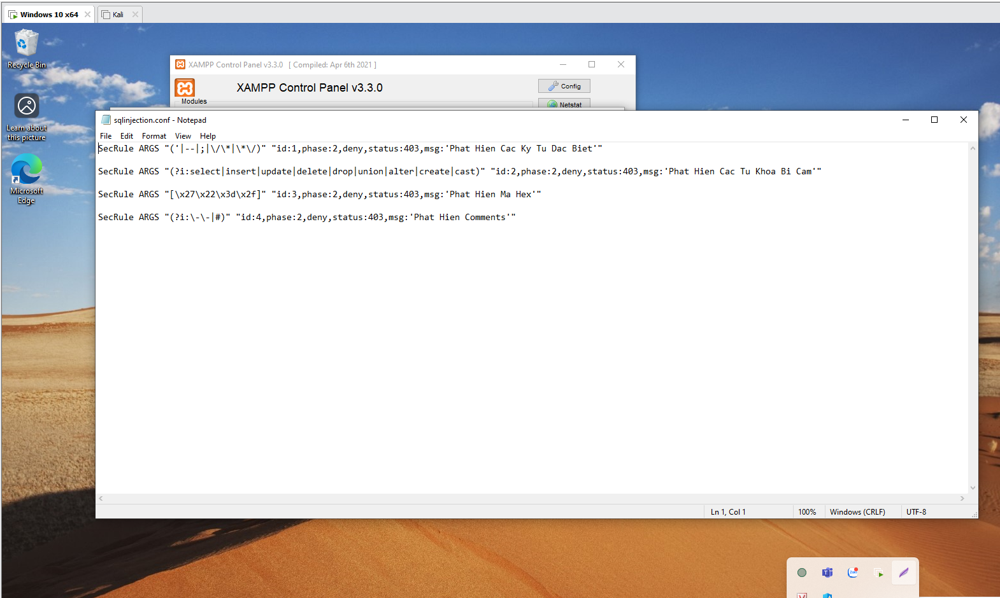 Windows 10 x64
Kali
Recycle Bin
Learn about
this picture
Microsoft
Edge
XAMPP Control Panel v3.3.0 [ Compiled: Apr 6th 2021 ]
XAMPP Control Panel v3.3.0
Config
Modules
Netstat
sqlinjection.conf - Notepad
File Edit Format View Help
SecRule ARGS "('|--|;|\/\*|\*\/)" "id:1,phase:2,deny,status:403,msg:'Phat Hien Cac Ky Tu Dac Biet'"
SecRule ARGS "(?i:select|insert|update|delete|drop|union|alter|create|cast)" "id:2,phase:2,deny,status:403,msg:'Phat Hien Cac Tu Khoa Bi Cam'"
SecRule ARGS "[\x27\x22\x3d\x2f]" "id:3,phase:2,deny,status:403,msg:'Phat Hien Ma Hex'"
SecRule ARGS "(?i:\-\-|#)" "id:4,phase:2,deny,status:403,msg:'Phat Hien Comments'"
Ln 1, Col 1
100%
Windows (CRLF)
UTF-8
Zalo